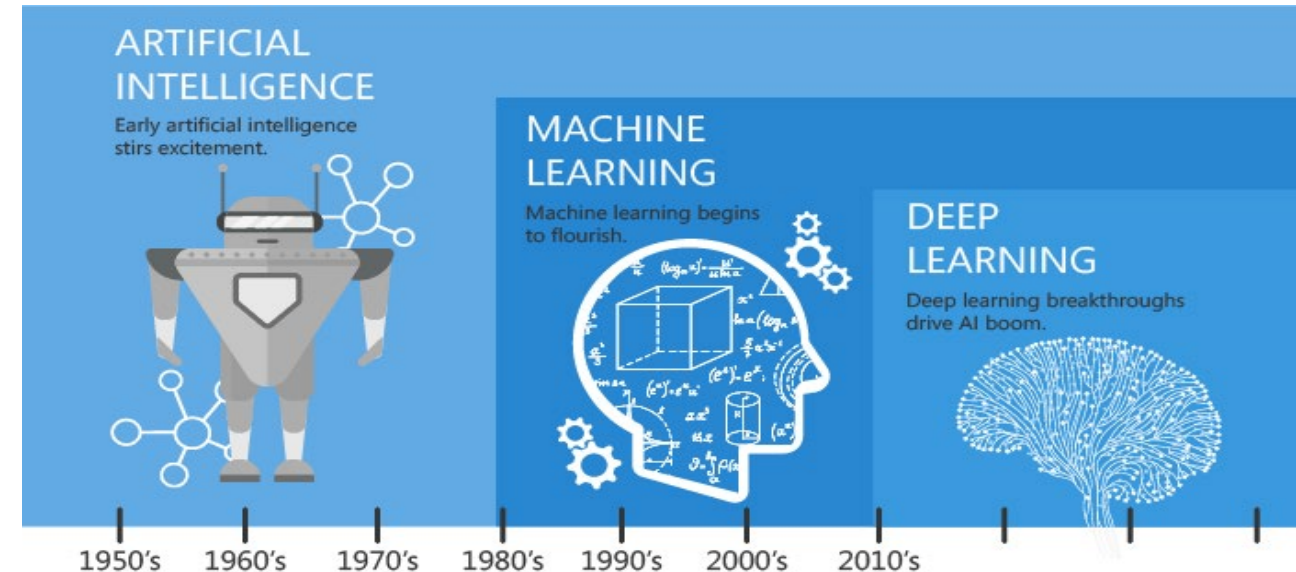 ARTIFICIAL
INTELLIGENCE
Early artificial intelligence
stirs excitement.
MACHINE
LEARNING
Machine learning begins
to flourish.
DEEP
LEARNING
Deep learning breakthroughs
drive AI boom.
1950's 1960's 1970's 1980's 1990's 2000's 2010's